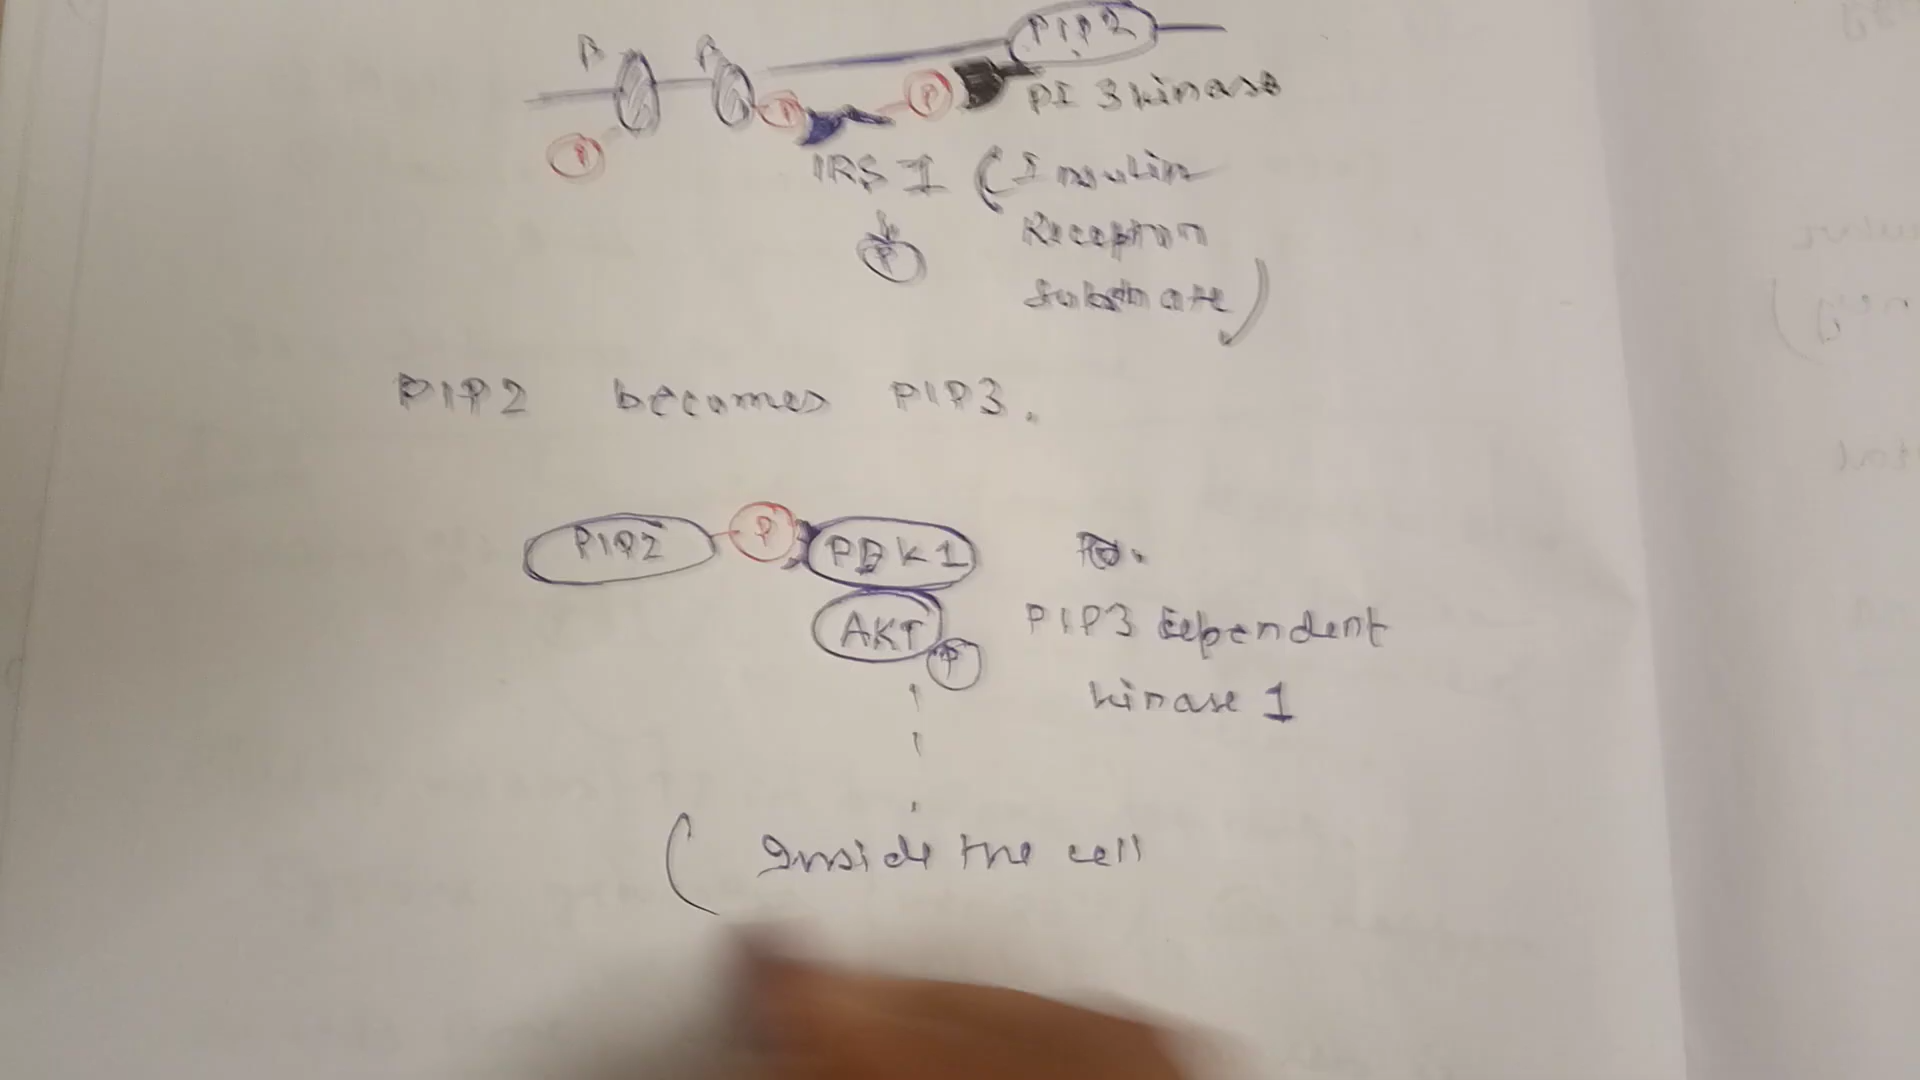 PIP2
β β
P P PI 3 kinase
P
IRS 1 (Insulin
Receptor
P
Substrate)
PIP2 becomes PIP3.
PIP2 P PDK1
AKT PIP3 dependent
P
kinase 1
( Inside the cell